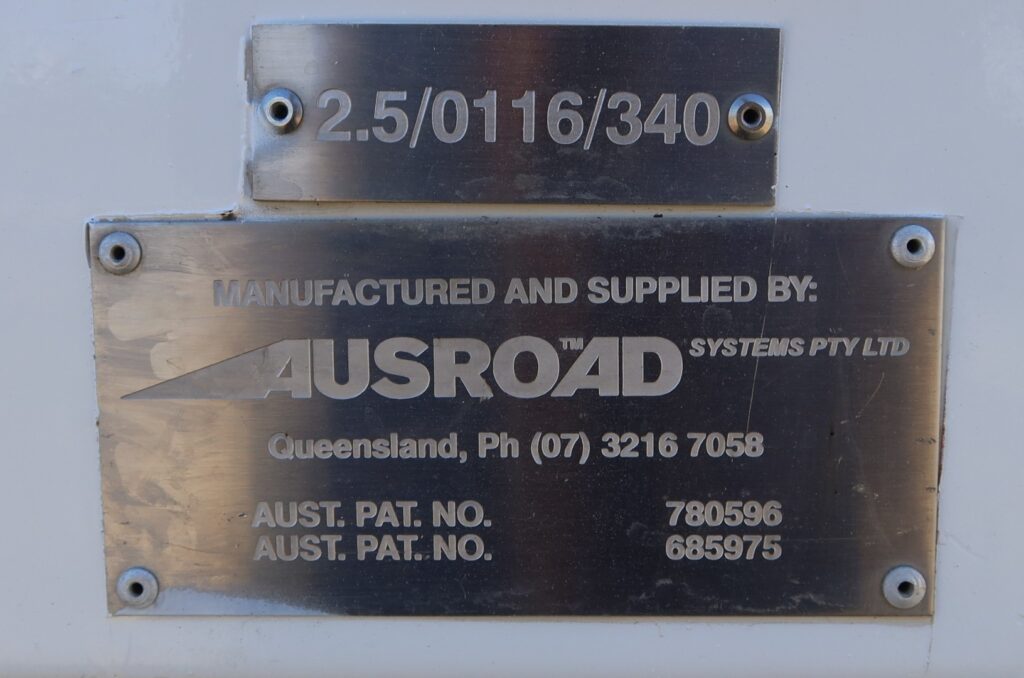 2.5/0116/340
MANUFACTURED AND SUPPLIED BY:
AUSROAD™ SYSTEMS PTY LTD
Queensland, Ph (07) 3216 7058
AUST. PAT. NO. 780596
AUST. PAT. NO. 685975